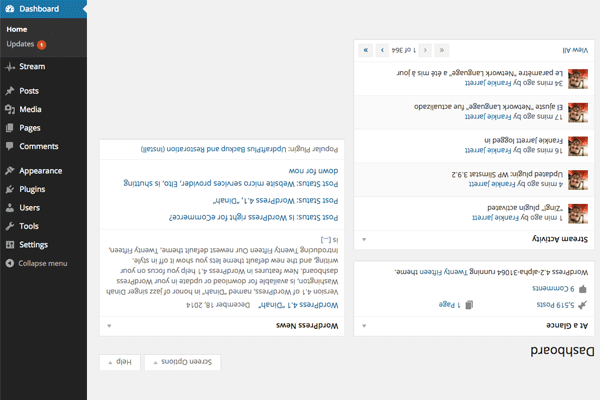 Dashboard
Home
Updates 1
Stream
Posts
Media
Pages
Comments
Appearance
Plugins
Users
Tools
Settings
Collapse menu
Screen Options
Help
Dashboard
At a Glance
5,519 Posts
1 Page
9 Comments
WordPress 4.2-alpha-31064 running Twenty Fifteen theme.
Stream Activity
"Zing" plugin activated
1 min ago by Frankie Jarrett
Updated plugin: WP Slimstat 3.9.2
4 mins ago by Frankie Jarrett
Frankie Jarrett logged in
16 mins ago by Frankie Jarrett
El ajuste "Network Language" fue actualizado
17 mins ago by Frankie Jarrett
Le paramètre "Network Language" a été mis à jour
34 mins ago by Frankie Jarrett
View All
« ‹ 1 of 364 › »
WordPress News
WordPress 4.1 "Dinah" December 18, 2014
Version 4.1 of WordPress, named "Dinah" in honor of jazz singer Dinah
Washington, is available for download or update in your WordPress
dashboard. New features in WordPress 4.1 help you focus on your
writing, and the new default theme lets you show it off in style.
Introducing Twenty Fifteen Our newest default theme, Twenty Fifteen,
is […]
Post Status: Is WordPress right for eCommerce?
Post Status: WordPress 4.1, "Dinah"
Post Status: Website micro services provider, Elto, is shutting
down for now
Popular Plugin: UpdraftPlus Backup and Restoration (Install)